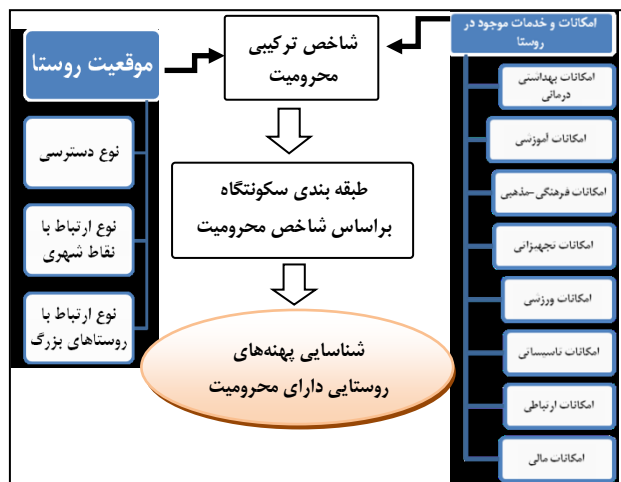 امکانات و خدمات موجود در
روستا
امکانات بهداشتی
درمانی
امکانات آموزشی
امکانات فرهنگی-مذهبی
امکانات تجهیزاتی
امکانات ورزشی
امکانات تاسیساتی
امکانات ارتباطی
امکانات مالی
شاخص ترکیبی
محرومیت
طبقه بندی سکونتگاه
براساس شاخص محرومیت
شناسایی پهنه‌های
روستایی دارای محرومیت
موقعیت روستا
نوع دسترسی
نوع ارتباط با
نقاط شهری
نوع ارتباط با
روستاهای بزرگ